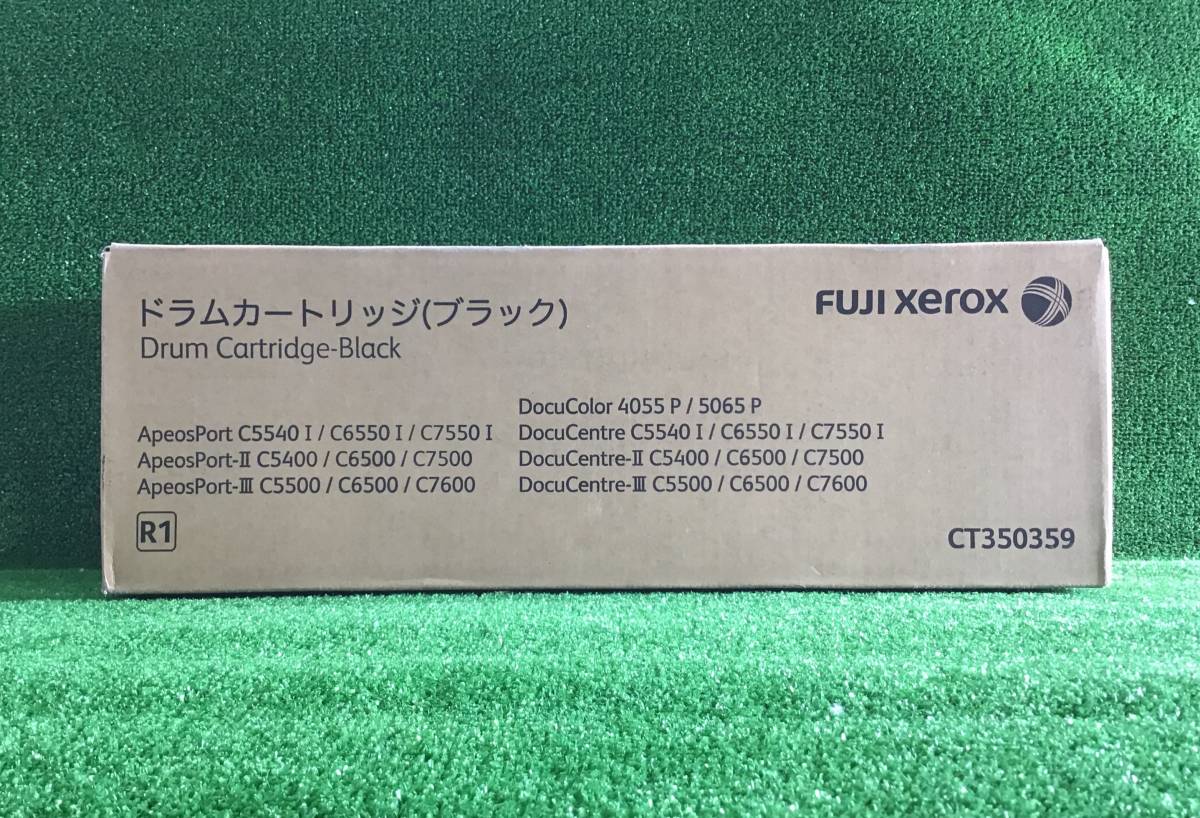 ドラムカートリッジ(ブラック)
Drum Cartridge-Black
FUJI xerox
DocuColor 4055 P / 5065 P
ApeosPort C5540 I / C6550 I / C7550 I
DocuCentre C5540 I / C6550 I / C7550 I
ApeosPort-Ⅱ C5400 / C6500 / C7500
DocuCentre-Ⅱ C5400 / C6500 / C7500
ApeosPort-Ⅲ C5500 / C6500 / C7600
DocuCentre-Ⅲ C5500 / C6500 / C7600
R1
CT350359